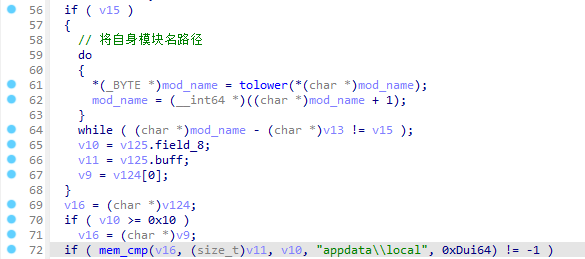 56 if ( v15 )
57 {
58 // 将自身模块名路径
59 do
60 {
61 *(_BYTE *)mod_name = tolower(*(char *)mod_name);
62 mod_name = (__int64 *)((char *)mod_name + 1);
63 }
64 while ( (char *)mod_name - (char *)v13 != v15 );
65 v10 = v125.field_8;
66 v11 = v125.buff;
67 v9 = v124[0];
68 }
69 v16 = (char *)v124;
70 if ( v10 >= 0x10 )
71 v16 = (char *)v9;
72 if ( mem_cmp(v16, (size_t)v11, v10, "appdata\\local", 0xDui64) != -1 )